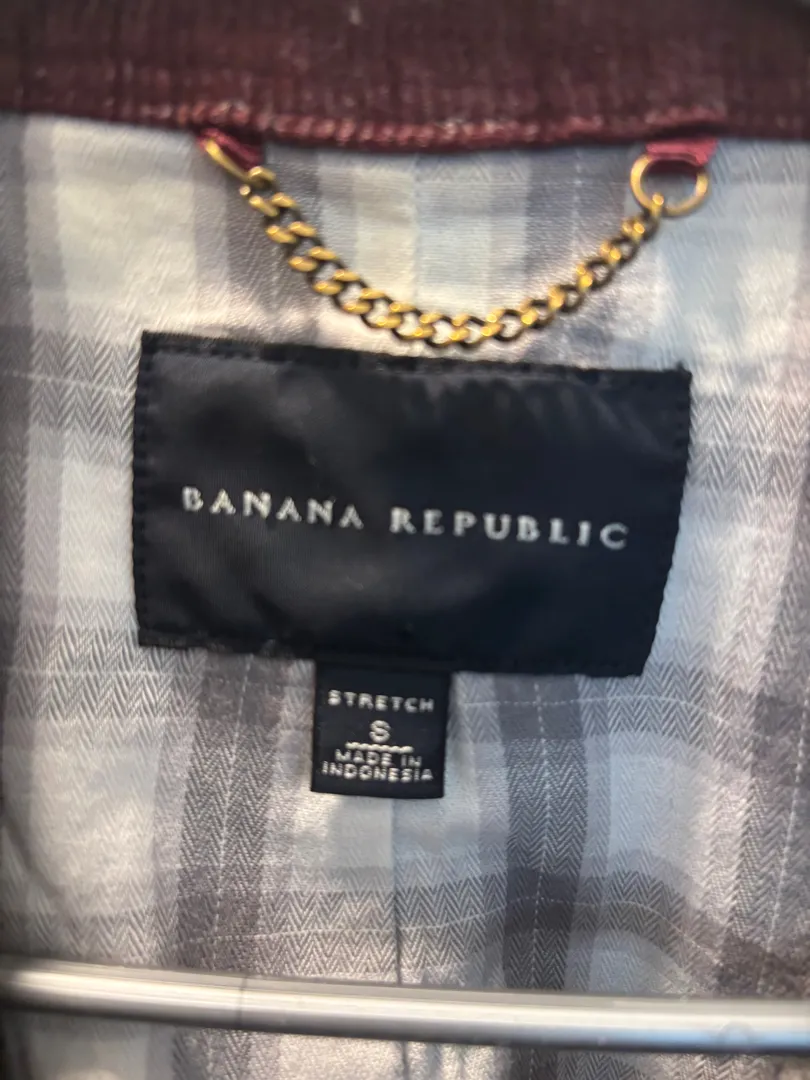 BANANA REPUBLIC
STRETCH
S
MADE IN
INDONESIA